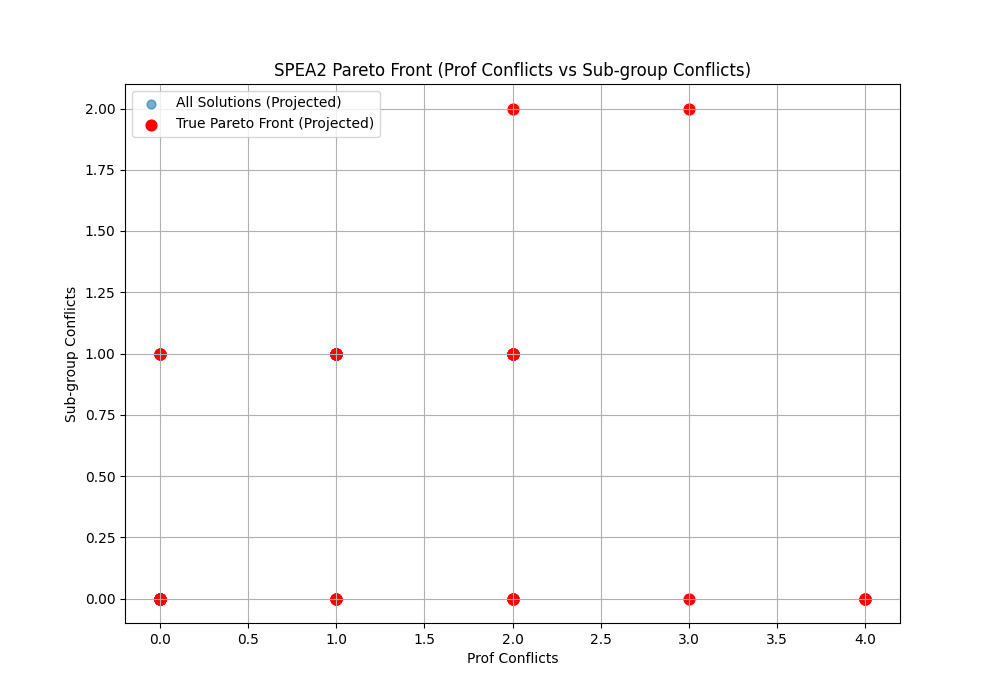 SPEA2 Pareto Front (Prof Conflicts vs Sub-group Conflicts)
All Solutions (Projected)
True Pareto Front (Projected)
2.00
1.75
1.50
1.25
1.00
0.75
0.50
0.25
0.00
Sub-group Conflicts
0.0 0.5 1.0 1.5 2.0 2.5 3.0 3.5 4.0
Prof Conflicts